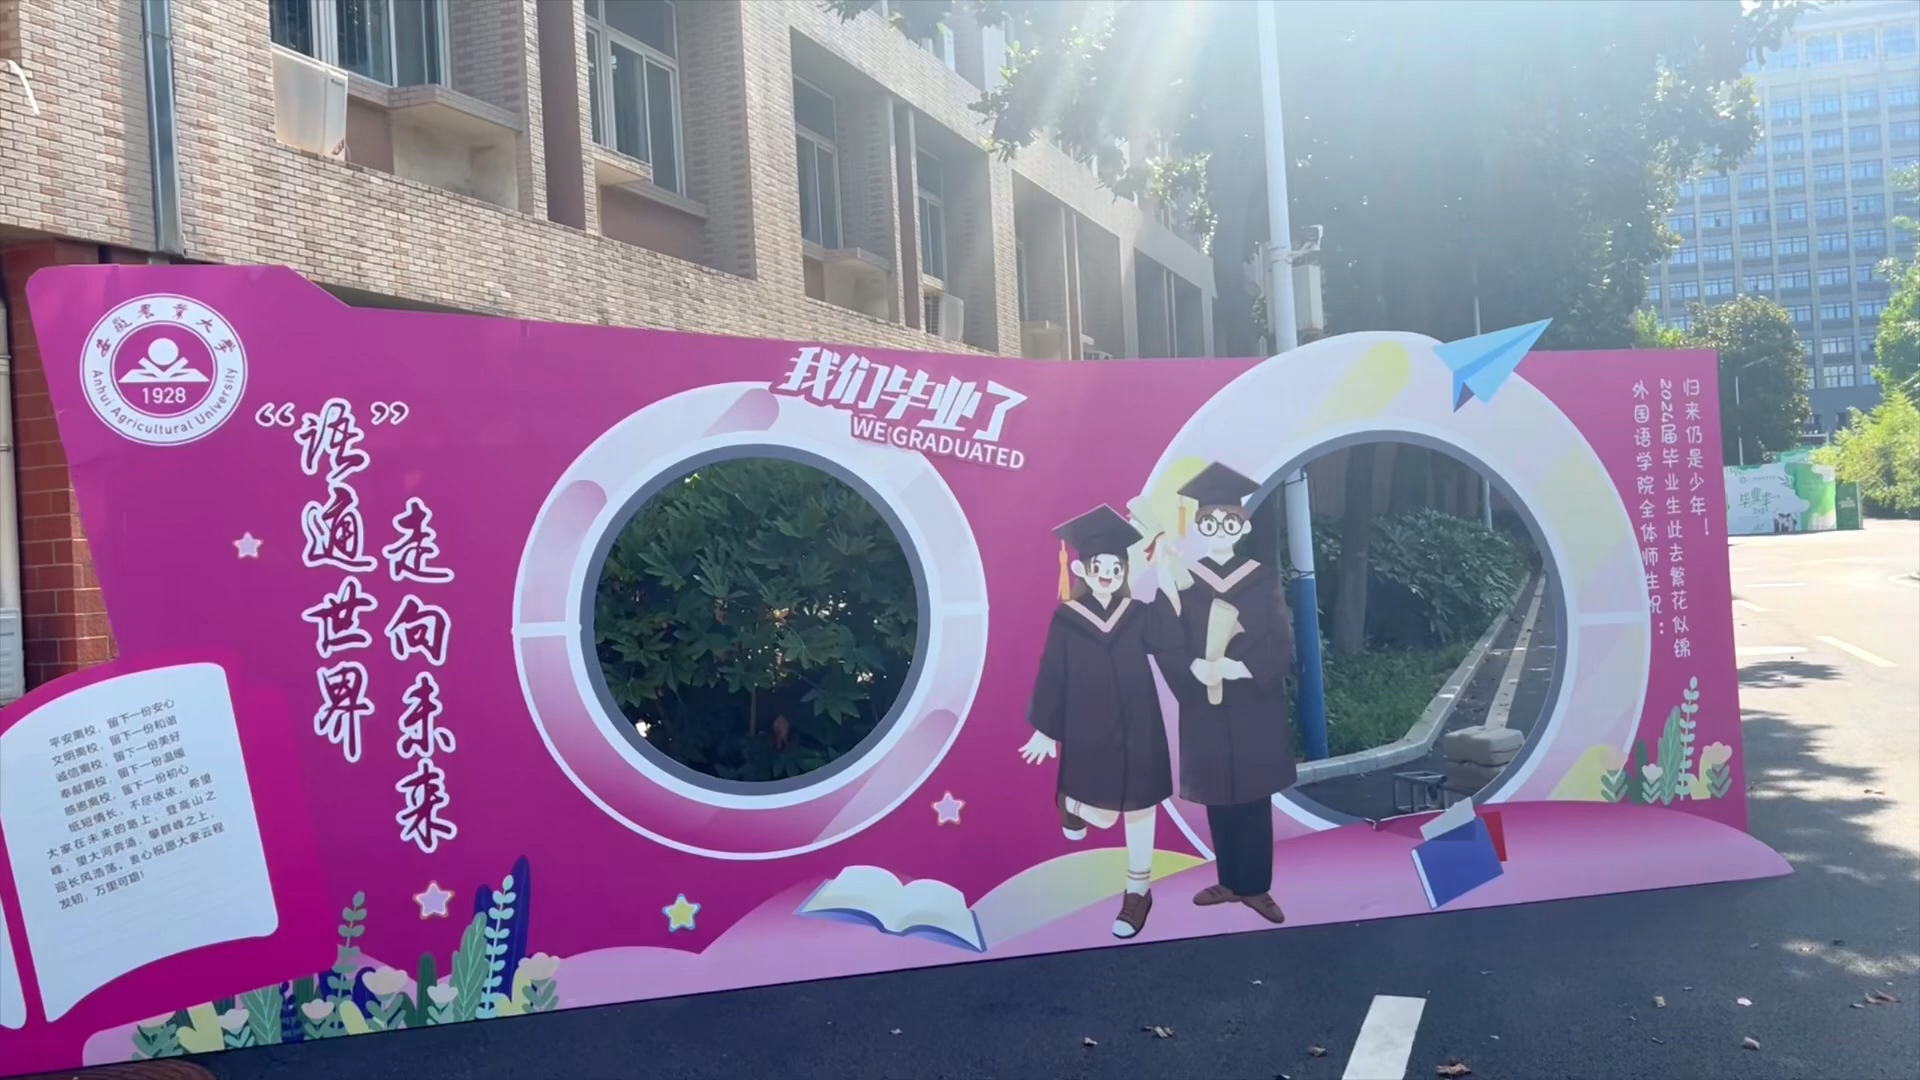 安徽农业大学
1928
Anhui Agricultural University
“语”通世界
走向未来
我们毕业了
WE GRADUATED
平安离校，留下一份安心
文明离校，留下一份和谐
诚信离校，留下一份美好
奉献离校，留下一份温暖
感恩离校，留下一份初心
纸短情长，不尽依依，希望
大家在未来的路上，登高山之
峰，望大河奔涌，攀群峰之上，
迎长风浩荡。衷心祝愿大家云程
发轫，万里可期！
外国语学院全体师生祝：
2024届毕业生此去繁花似锦
归来仍是少年！
毕业季